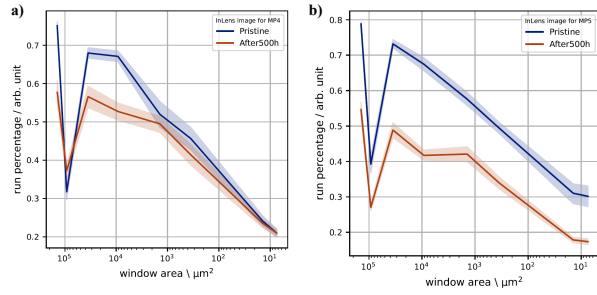 a)
InLens image for MP4
Pristine
After500h
0.7
0.6
0.5
0.4
0.3
0.2
run percentage / arb. unit
10⁵ 10⁴ 10³ 10² 10¹
window area \ μm²
b)
InLens image for MP5
Pristine
After500h
0.8
0.7
0.6
0.5
0.4
0.3
0.2
run percentage / arb. unit
10⁵ 10⁴ 10³ 10² 10¹
window area \ μm²